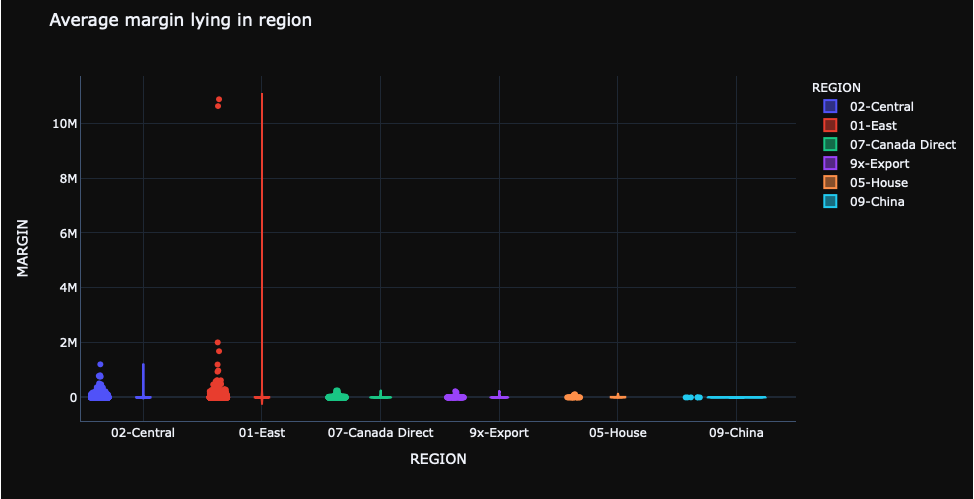 Average margin lying in region
REGION
02-Central
01-East
07-Canada Direct
9x-Export
05-House
09-China
MARGIN
10M
8M
6M
4M
2M
0
02-Central
01-East
07-Canada Direct
9x-Export
05-House
09-China
REGION